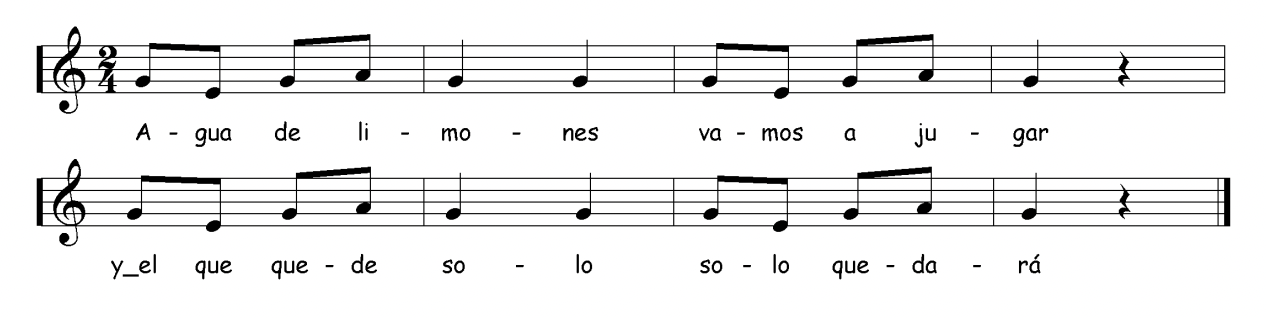 2
4
A - gua de li - mo - nes va - mos a ju - gar
y_el que que - de so - lo so - lo que - da - rá